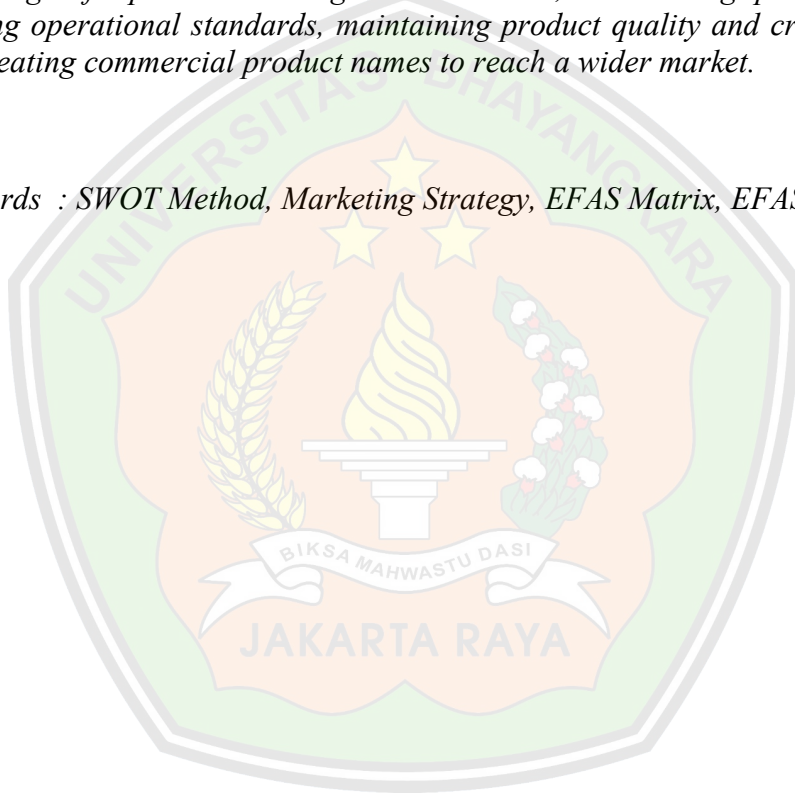 ng operational standards, maintaining product quality and cr
eating commercial product names to reach a wider market.
rds : SWOT Method, Marketing Strategy, EFAS Matrix, EFAS
UNIVERSITAS BHAYANGKARA
BIKSA MAHWASTU DASI
JAKARTA RAYA